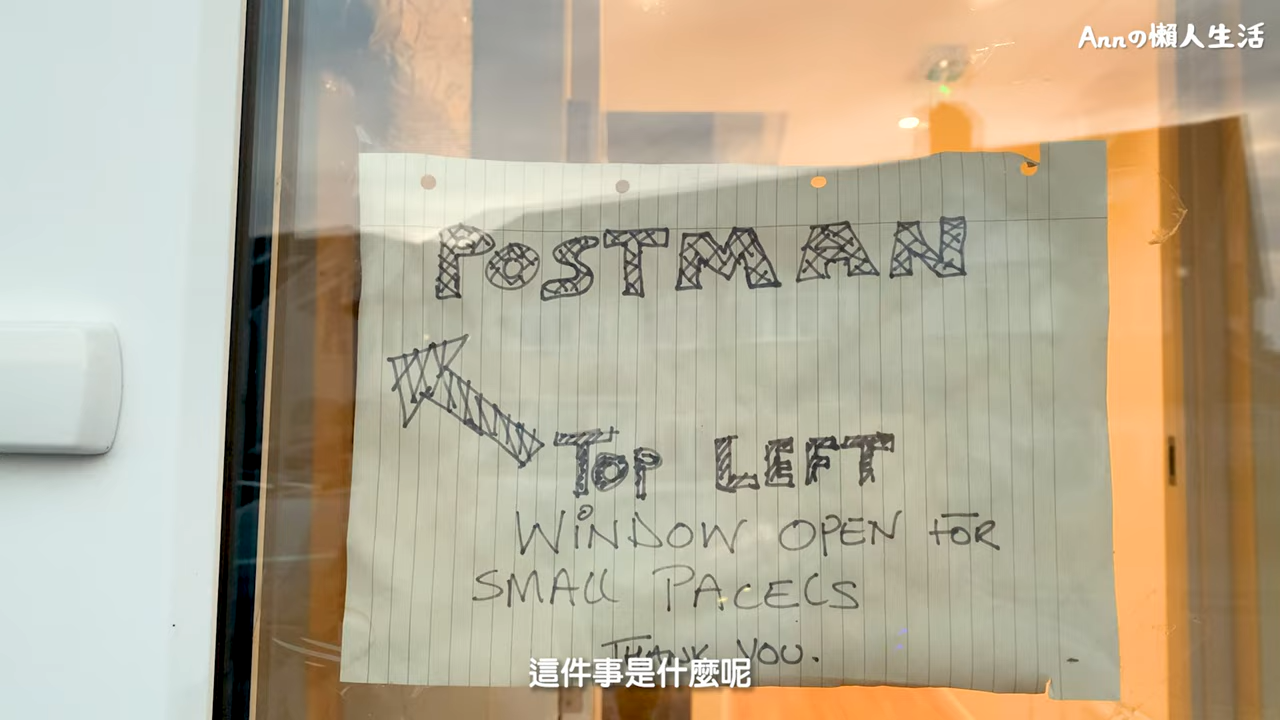 Annの懶人生活
POSTMAN
TOP LEFT
WINDOW OPEN FOR
SMALL PACELS
THANK YOU.
這件事是什麼呢